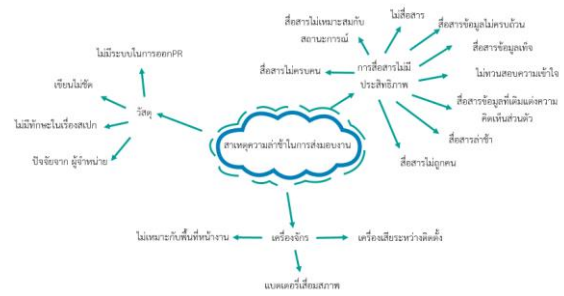 สื่อสารไม่เหมาะสมกับ
สถานะการณ์
ไม่สื่อสาร
สื่อสารข้อมูลไม่ครบถ้วน
สื่อสารข้อมูลเท็จ
ไม่มีระบบในการออกPR
สื่อสารไม่ครบคน
การสื่อสารไม่มี
ประสิทธิภาพ
ไม่ทวนสอบความเข้าใจ
เขียนไม่ชัด
วัสดุ
สื่อสารข้อมูลที่เติมแต่งความ
คิดเห็นส่วนตัว
ไม่มีทักษะในเรื่องสเปก
สื่อสารล่าช้า
สาเหตุความล่าช้าในการส่งมอบงาน
ปัจจัยจาก ผู้จำหน่าย
สื่อสารไม่ถูกคน
ไม่เหมาะกับพื้นที่หน้างาน
เครื่องจักร
เครื่องเสียระหว่างติดตั้ง
แบตเตอรี่เสื่อมสภาพ